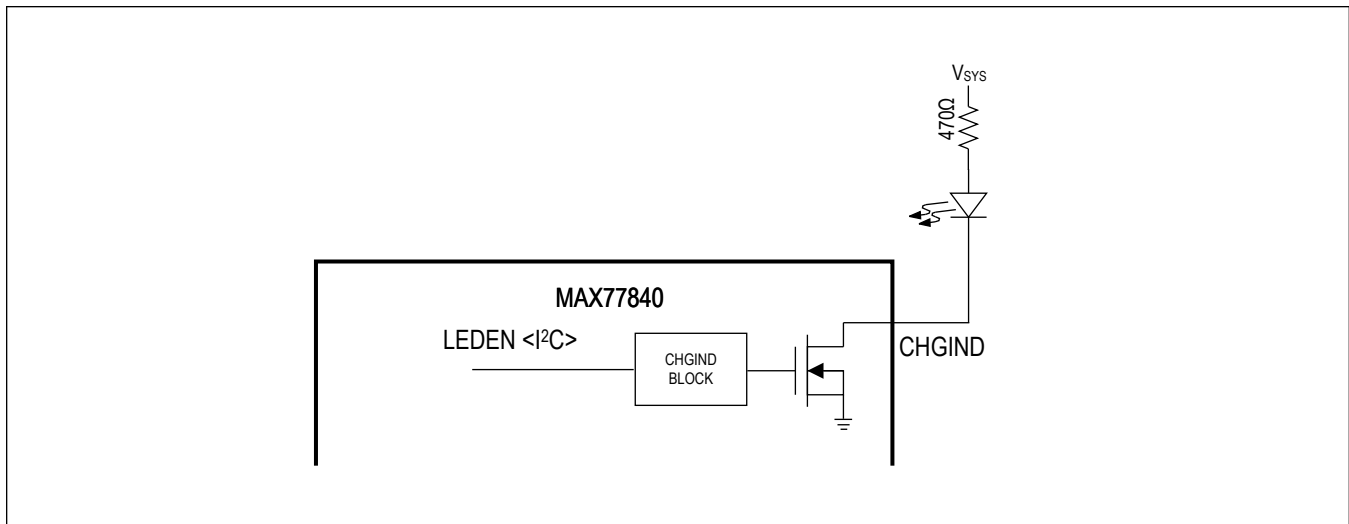 VSYS
470Ω
MAX77840
LEDEN <I²C>
CHGIND
BLOCK
CHGIND